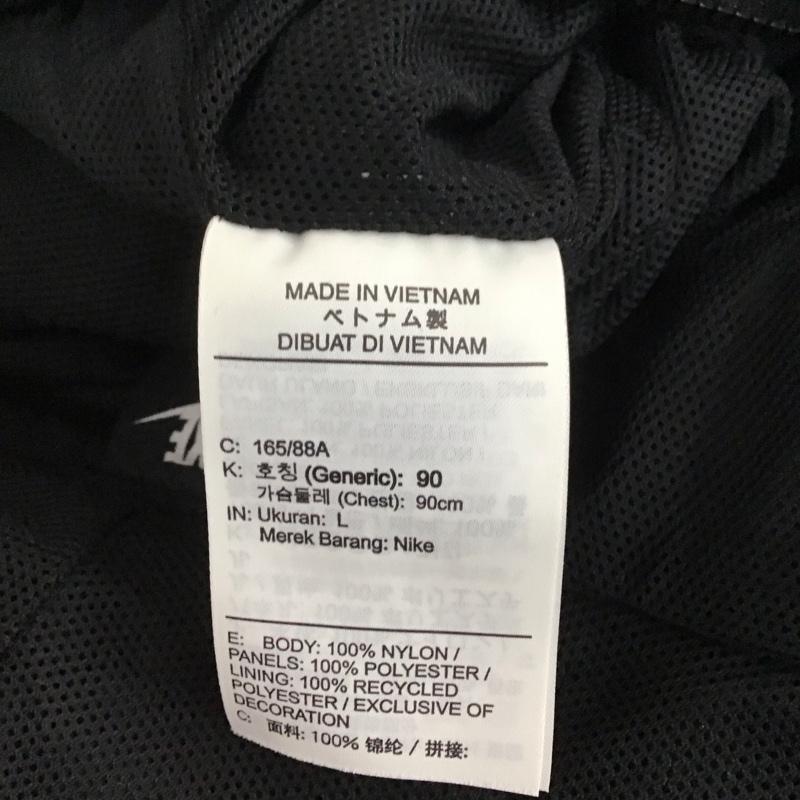 MADE IN VIETNAM
ベトナム製
DIBUAT DI VIETNAM
C: 165/88A
K: 호칭 (Generic): 90
가슴둘레 (Chest): 90cm
IN: Ukuran: L
Merek Barang: Nike
E: BODY: 100% NYLON /
PANELS: 100% POLYESTER /
LINING: 100% RECYCLED
POLYESTER / EXCLUSIVE OF
DECORATION
C: 面料: 100% 锦纶 / 拼接: